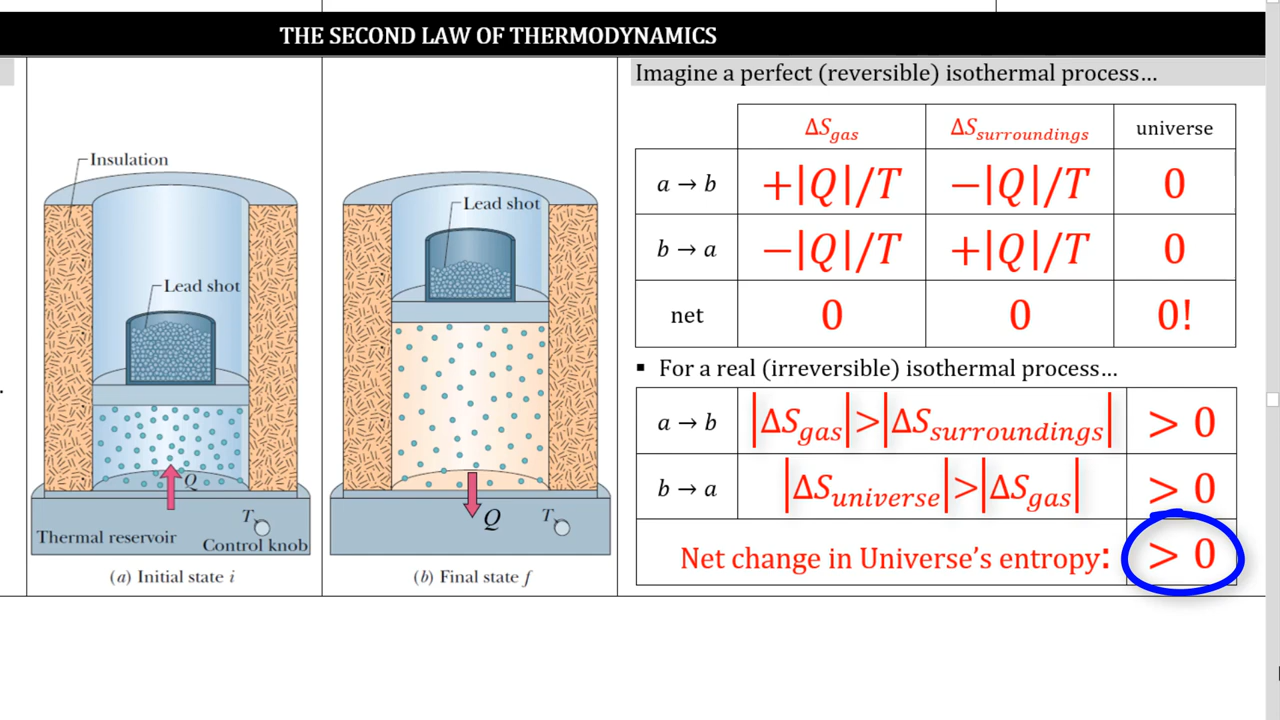 THE SECOND LAW OF THERMODYNAMICS
Insulation
Lead shot
Q
T
Thermal reservoir
Control knob
(a) Initial state i
Lead shot
Q
T
(b) Final state f
Imagine a perfect (reversible) isothermal process…
ΔS_gas ΔS_surroundings universe
a → b +|Q|/T −|Q|/T 0
b → a −|Q|/T +|Q|/T 0
net 0 0 0!
▪ For a real (irreversible) isothermal process…
a → b |ΔS_gas|>|ΔS_surroundings| > 0
b → a |ΔS_universe|>|ΔS_gas| > 0
Net change in Universe’s entropy: > 0